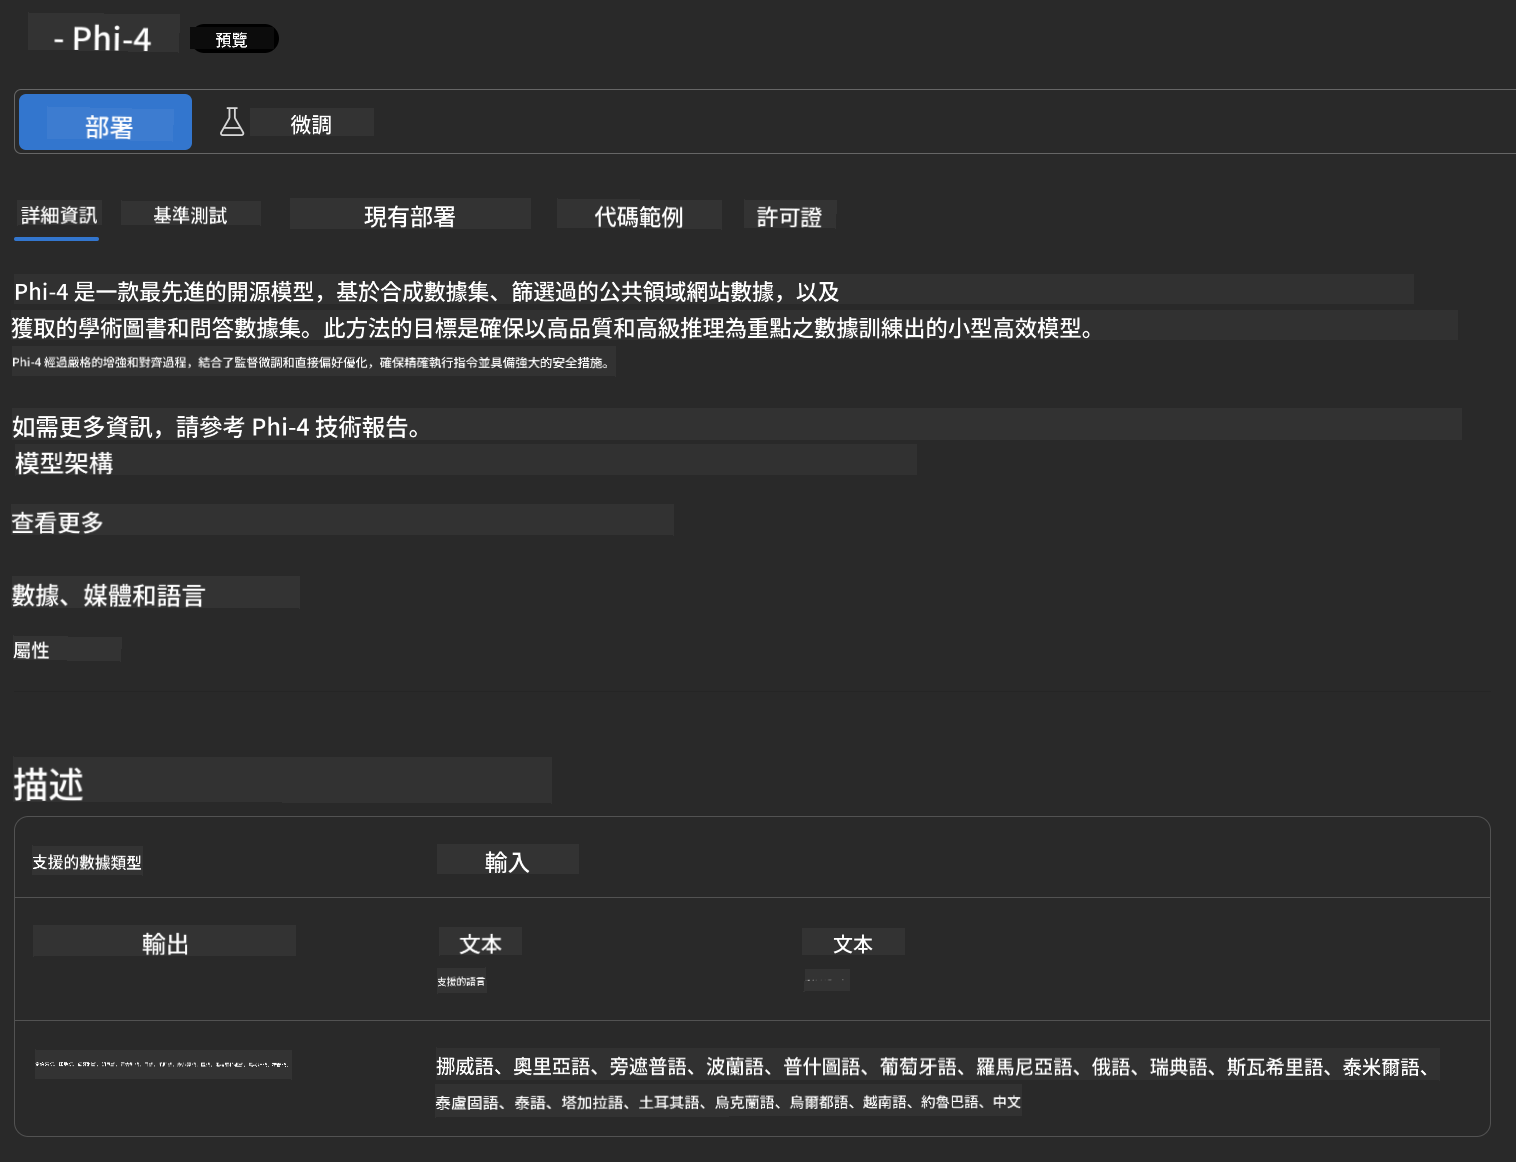 - Phi-4 預覽
部署 微調
詳細資訊 基準測試 現有部署 代碼範例 許可證
Phi-4 是一款最先進的開源模型，基於合成數據集、篩選過的公共領域網站數據，以及
獲取的學術圖書和問答數據集。此方法的目標是確保以高品質和高級推理為重點之數據訓練出的小型高效模型。
Phi-4 經過嚴格的增強和對齊過程，結合了監督微調和直接偏好優化，確保精確執行指令並具備強大的安全措施。
如需更多資訊，請參考 Phi-4 技術報告。
模型架構
查看更多
數據、媒體和語言
屬性
描述
支援的數據類型 輸入
輸出 文本 文本
支援的語言
挪威語、奧里亞語、旁遮普語、波蘭語、普什圖語、葡萄牙語、羅馬尼亞語、俄語、瑞典語、斯瓦希里語、泰米爾語、
泰盧固語、泰語、塔加拉語、土耳其語、烏克蘭語、烏爾都語、越南語、約魯巴語、中文